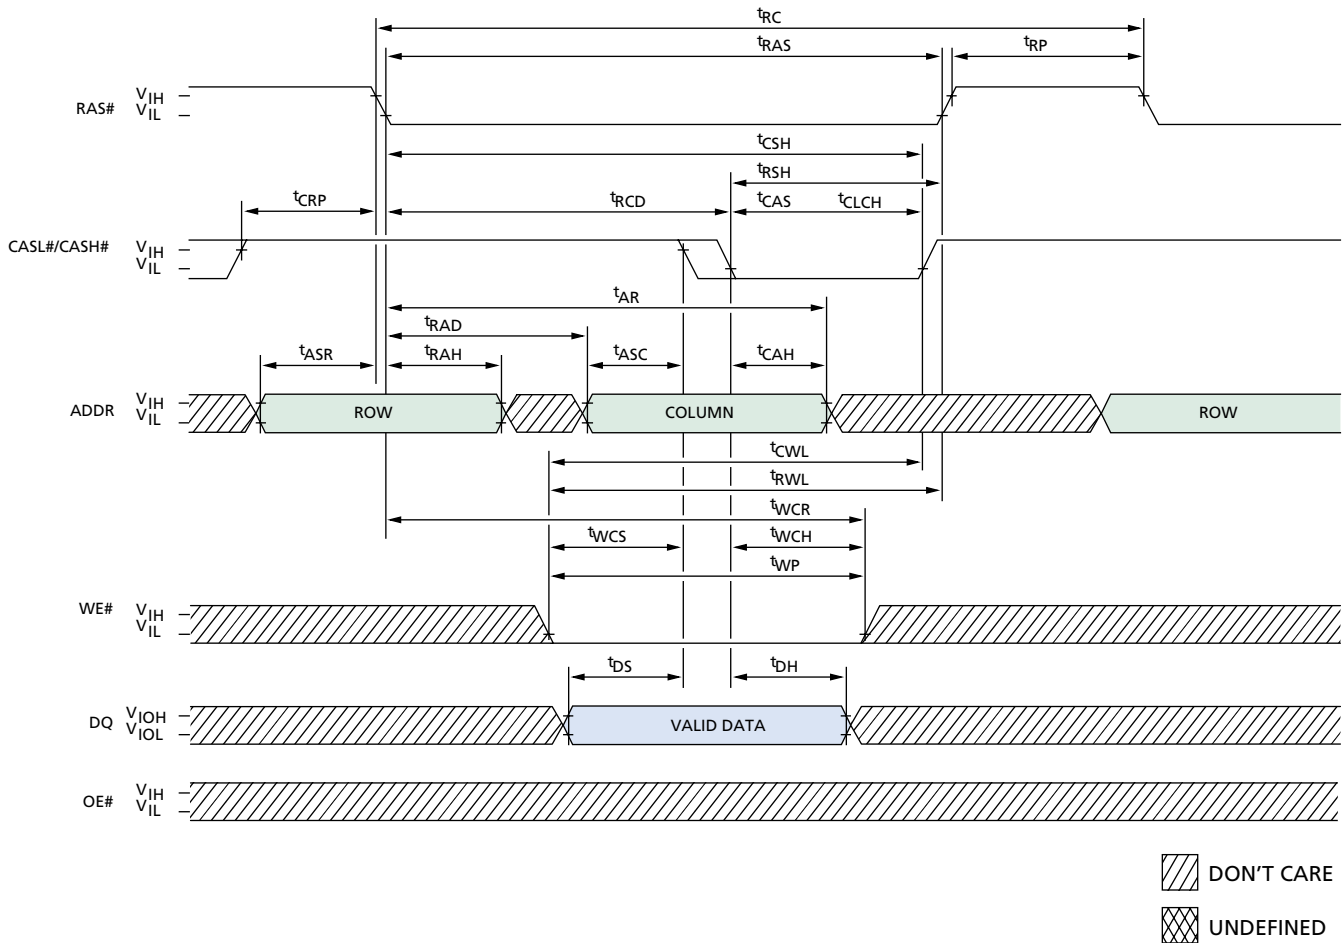 tRC
tRAS tRP
RAS# VIH
VIL
tCSH
tRSH
tCRP tRCD tCAS tCLCH
CASL#/CASH# VIH
VIL
tAR
tRAD
tASR tRAH tASC tCAH
ADDR VIH
VIL
ROW COLUMN ROW
tCWL
tRWL
tWCR
tWCS tWCH
tWP
WE# VIH
VIL
tDS tDH
DQ VIOH
VIOL
VALID DATA
OE# VIH
VIL
DON'T CARE
UNDEFINED